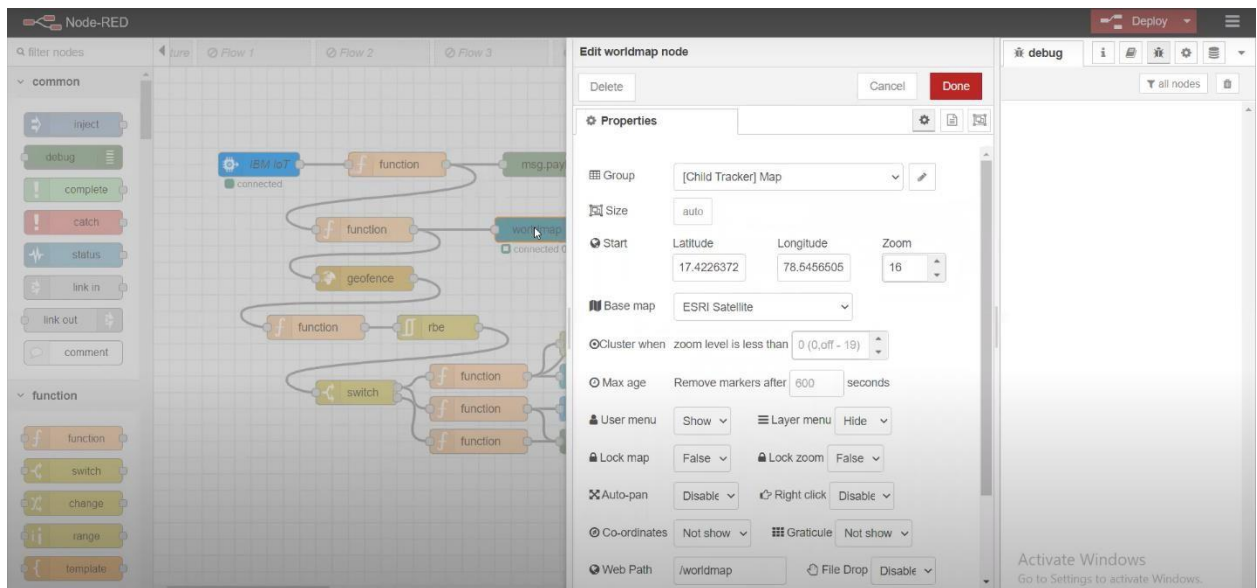 Node-RED
Deploy
filter nodes
ture
Flow 1
Flow 2
Flow 3
common
inject
debug
complete
catch
status
link in
link out
comment
function
function
switch
change
range
template
IBM IoT
connected
function
msg.pay
function
worldmap
connected 0
geofence
function
rbe
switch
function
function
function
Edit worldmap node
Delete
Cancel
Done
Properties
Group
[Child Tracker] Map
Size
auto
Start
Latitude
Longitude
Zoom
17.4226372
78.5456505
16
Base map
ESRI Satellite
Cluster when zoom level is less than 0 (0,off - 19)
Max age
Remove markers after 600 seconds
User menu
Show
Layer menu
Hide
Lock map
False
Lock zoom
False
Auto-pan
Disable
Right click
Disable
Co-ordinates
Not show
Graticule
Not show
Web Path
/worldmap
File Drop
Disable
debug
i
all nodes
Activate Windows
Go to Settings to activate Windows.